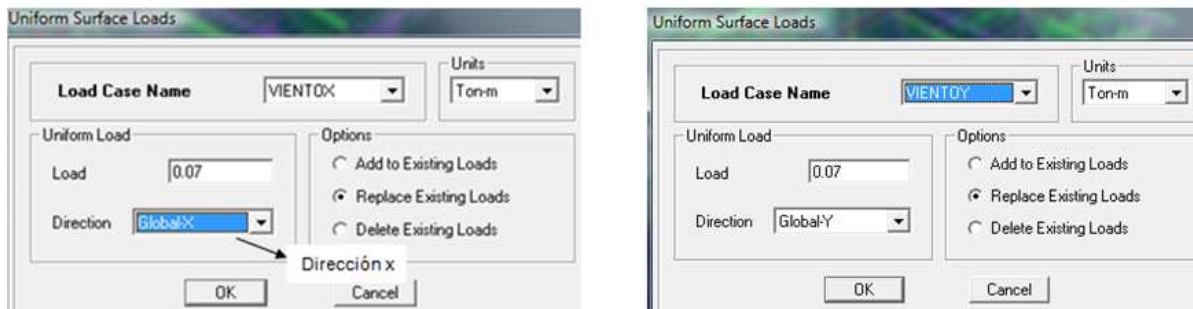 Uniform Surface Loads
Units
Load Case Name VIENTOX Ton-m
Uniform Load Options
Load 0.07 Add to Existing Loads
Replace Existing Loads
Direction Global-X Delete Existing Loads
Dirección x
OK Cancel
Uniform Surface Loads
Units
Load Case Name VIENTOY Ton-m
Uniform Load Options
Load 0.07 Add to Existing Loads
Replace Existing Loads
Direction Global-Y Delete Existing Loads
OK Cancel